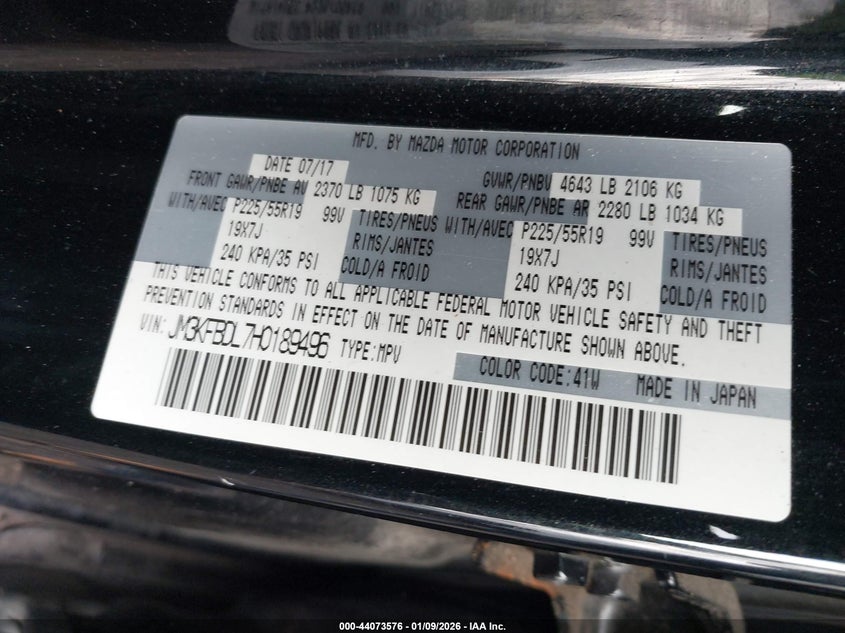 MFD. BY MAZDA MOTOR CORPORATION
DATE 07/17 GVWR/PNBV 4643 LB 2106 KG
FRONT GAWR/PNBE AV 2370 LB 1075 KG REAR GAWR/PNBE AR 2280 LB 1034 KG
WITH/AVEC P225/55R19 99V TIRES/PNEUS WITH/AVEC P225/55R19 99V TIRES/PNEUS
19X7J RIMS/JANTES 19X7J RIMS/JANTES
240 KPA/35 PSI COLD/A FROID 240 KPA/35 PSI COLD/A FROID
THIS VEHICLE CONFORMS TO ALL APPLICABLE FEDERAL MOTOR VEHICLE SAFETY AND THEFT
PREVENTION STANDARDS IN EFFECT ON THE DATE OF MANUFACTURE SHOWN ABOVE.
VIN: JM3KFBDL7H0189496 TYPE:MPV
COLOR CODE:41W MADE IN JAPAN
000-44073576 - 01/09/2026 - IAA Inc.